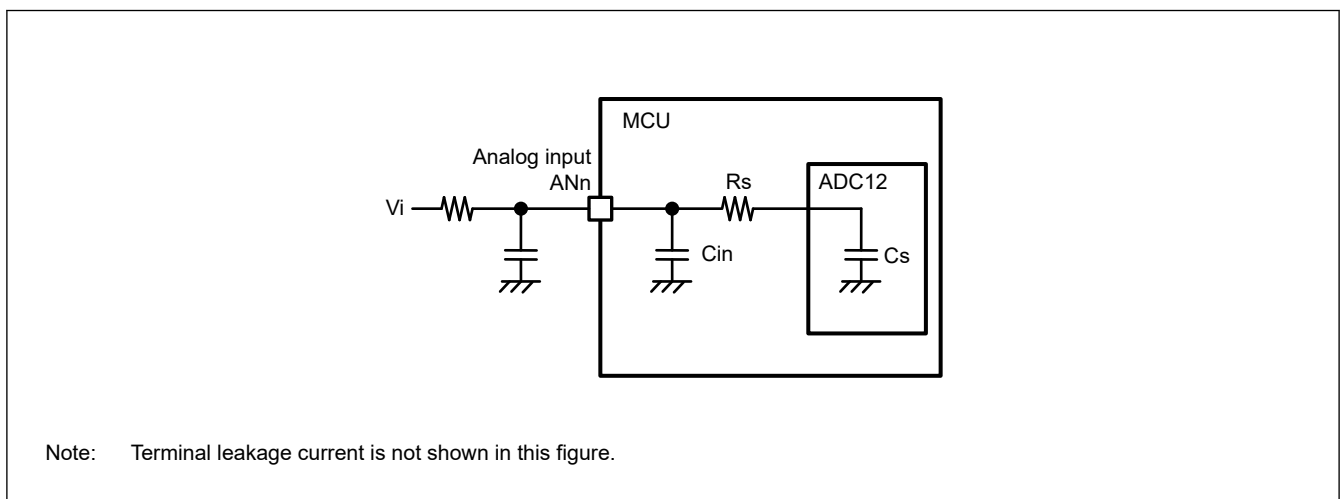 MCU
Analog input
ANn
Rs
ADC12
Vi
Cin
Cs
Note: Terminal leakage current is not shown in this figure.